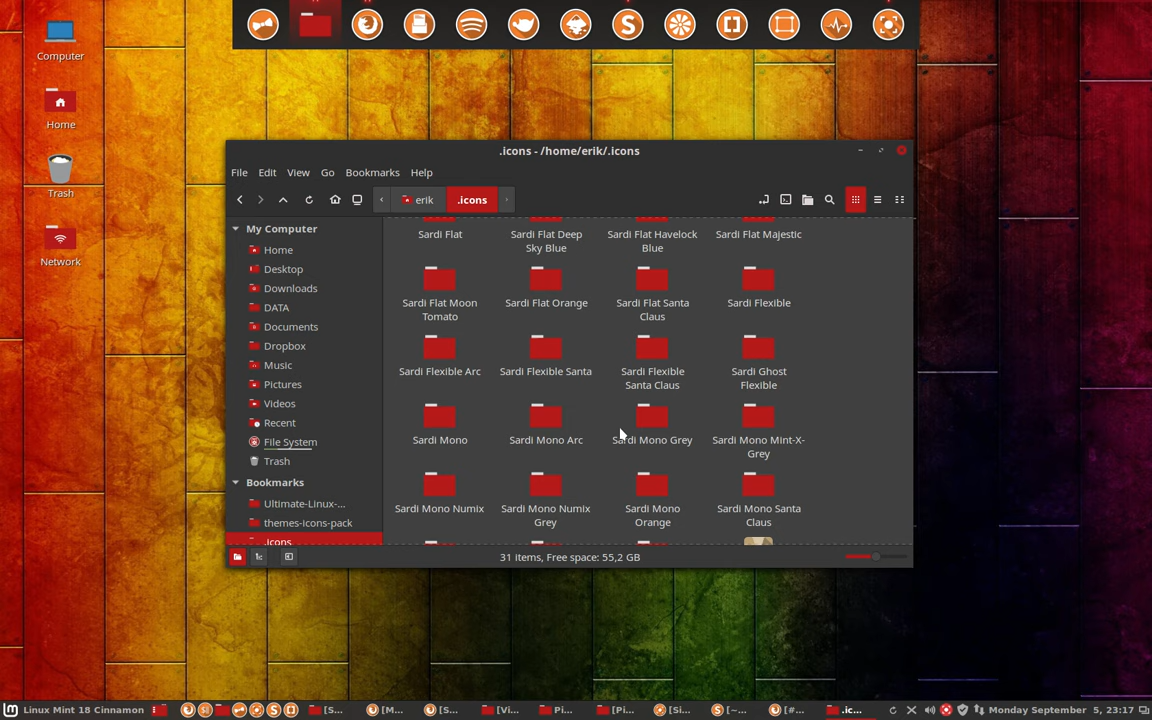 Computer
Home
Trash
Network
.icons - /home/erik/.icons
File Edit View Go Bookmarks Help
erik .icons
My Computer
Home
Desktop
Downloads
DATA
Documents
Dropbox
Music
Pictures
Videos
Recent
File System
Trash
Bookmarks
Ultimate-Linux-...
themes-icons-pack
.icons
Sardi Flat
Sardi Flat Deep
Sky Blue
Sardi Flat Havelock
Blue
Sardi Flat Majestic
Sardi Flat Moon
Tomato
Sardi Flat Orange
Sardi Flat Santa
Claus
Sardi Flexible
Sardi Flexible Arc
Sardi Flexible Santa
Sardi Flexible
Santa Claus
Sardi Ghost
Flexible
Sardi Mono
Sardi Mono Arc
Sardi Mono Grey
Sardi Mono Mint-X-
Grey
Sardi Mono Numix
Sardi Mono Numix
Grey
Sardi Mono
Orange
Sardi Mono Santa
Claus
31 items, Free space: 55,2 GB
Linux Mint 18 Cinnamon [S... [M... [S... [Vi... Pi... [Pi... [Si... [~... [#... .ic... Monday September 5, 23:17